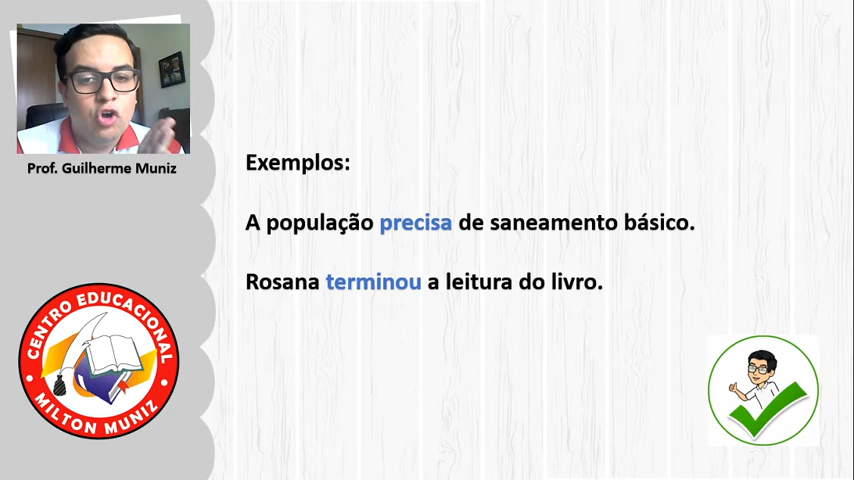 Prof. Guilherme Muniz
Exemplos:
A população precisa de saneamento básico.
Rosana terminou a leitura do livro.
CENTRO EDUCACIONAL
MILTON MUNIZ